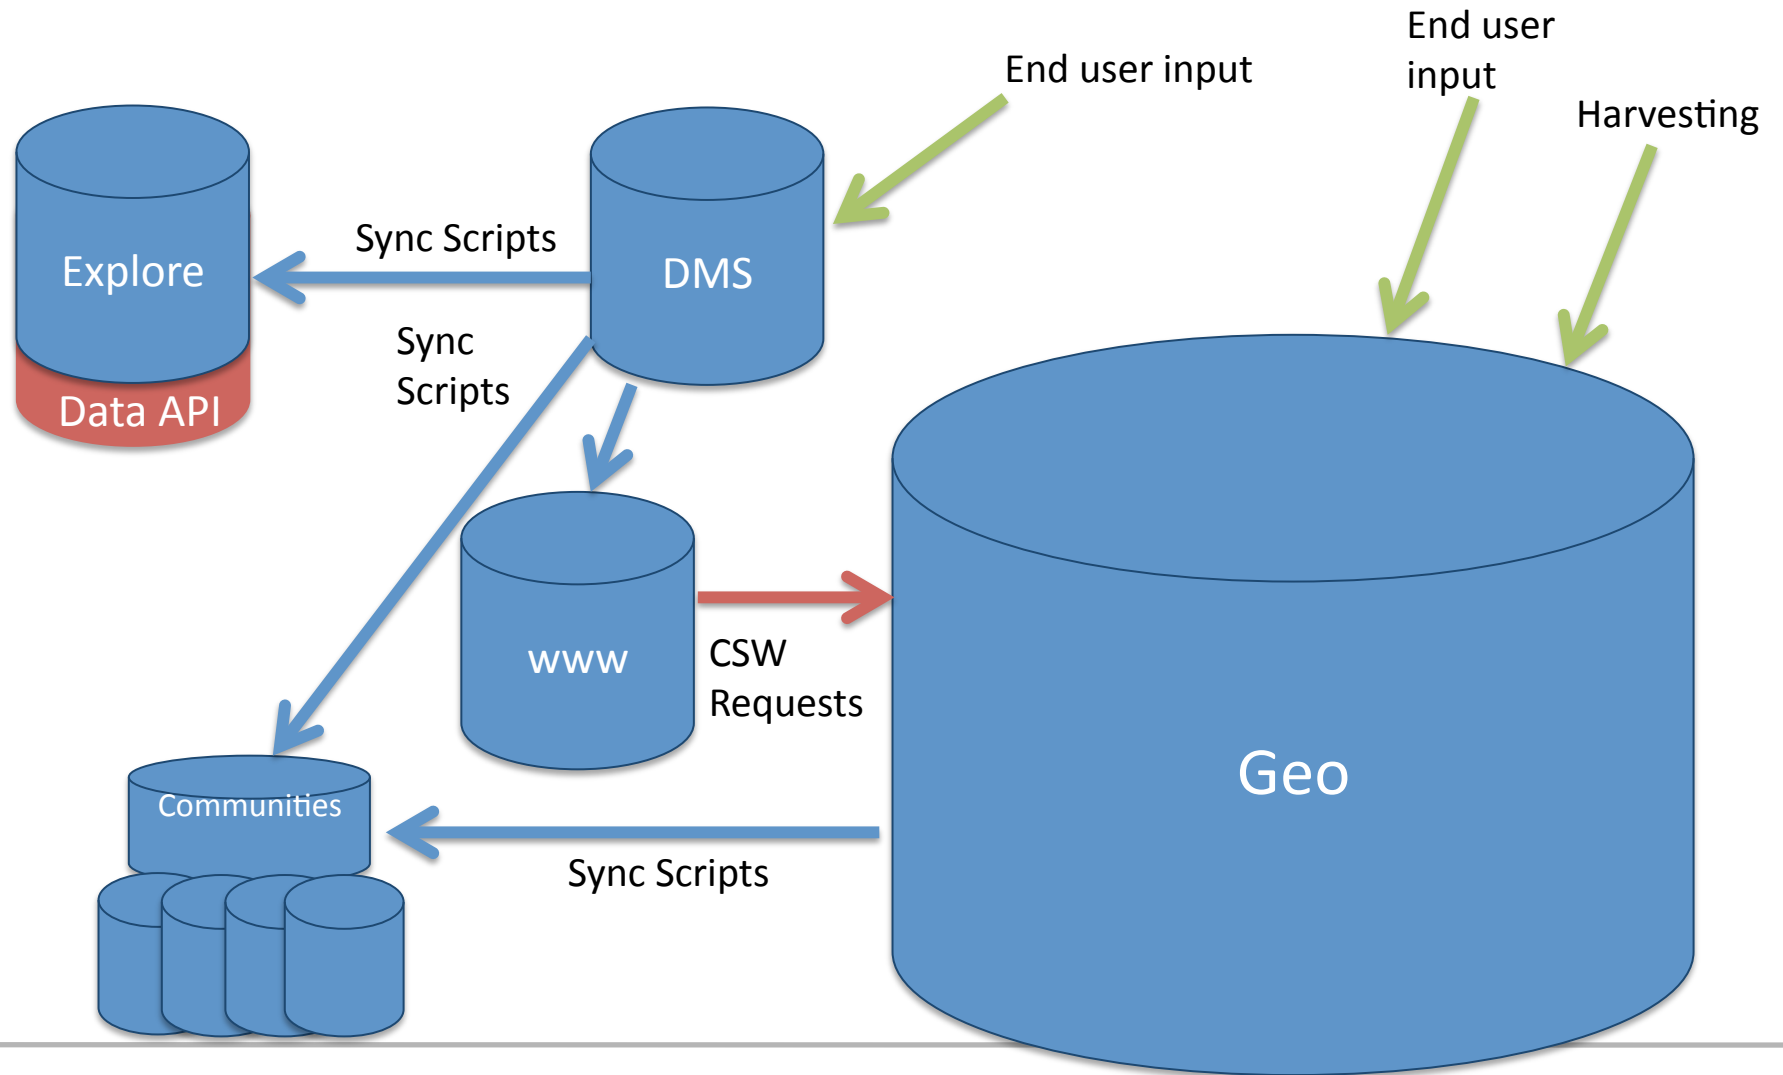 End user
input
End user input
Harvesting
Sync Scripts
Explore
DMS
Sync
Scripts
Data API
www
CSW
Requests
Geo
Communities
Sync Scripts